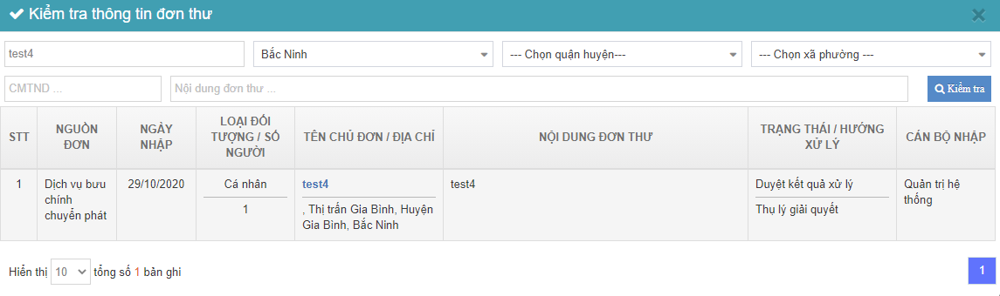 Kiểm tra thông tin đơn thư
test4
Bắc Ninh
--- Chọn quận huyện---
--- Chọn xã phường ---
CMTND ...
Nội dung đơn thư ...
Kiểm tra
STT
NGUỒN
ĐƠN
NGÀY
NHẬP
LOẠI ĐỐI
TƯỢNG / SỐ
NGƯỜI
TÊN CHỦ ĐƠN / ĐỊA CHỈ
NỘI DUNG ĐƠN THƯ
TRẠNG THÁI / HƯỚNG
XỬ LÝ
CÁN BỘ NHẬP
1
Dịch vụ bưu
chính
chuyển phát
29/10/2020
Cá nhân
1
test4
, Thị trấn Gia Bình, Huyện
Gia Bình, Bắc Ninh
test4
Duyệt kết quả xử lý
Thụ lý giải quyết
Quản trị hệ
thống
Hiển thị 10 tổng số 1 bản ghi
1